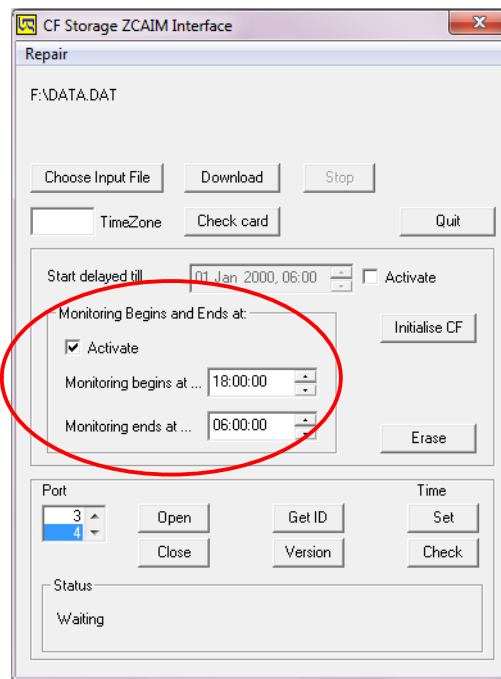 CF Storage ZCAIM Interface
Repair
F:\DATA.DAT
Choose Input File Download Stop
TimeZone Check card Quit
Start delayed till 01 Jan 2000, 06:00 Activate
Monitoring Begins and Ends at:
Initialise CF
Activate
Monitoring begins at ... 18:00:00
Monitoring ends at ... 06:00:00
Erase
Port Time
3 Open Get ID Set
4 Close Version Check
Status
Waiting